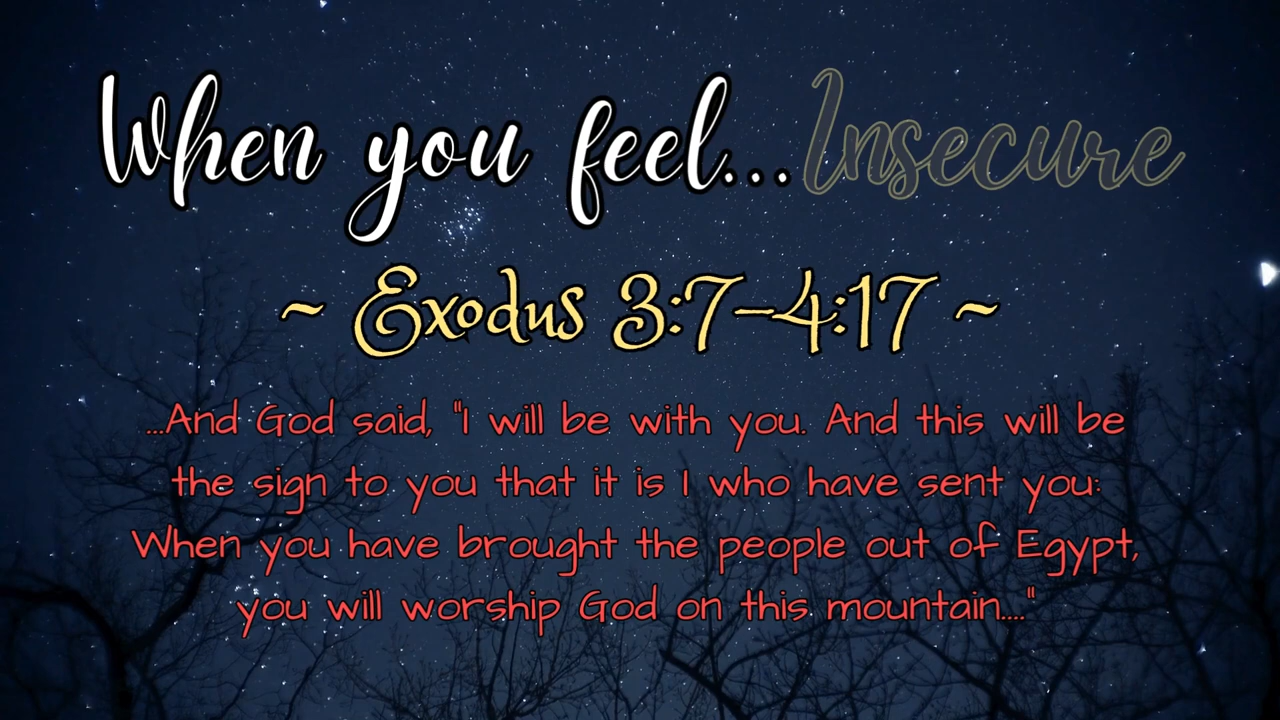 When you feel...Insecure
~ Exodus 3:7-4:17 ~
...And God said, "I will be with you. And this will be
the sign to you that it is I who have sent you:
When you have brought the people out of Egypt,
you will worship God on this mountain...."